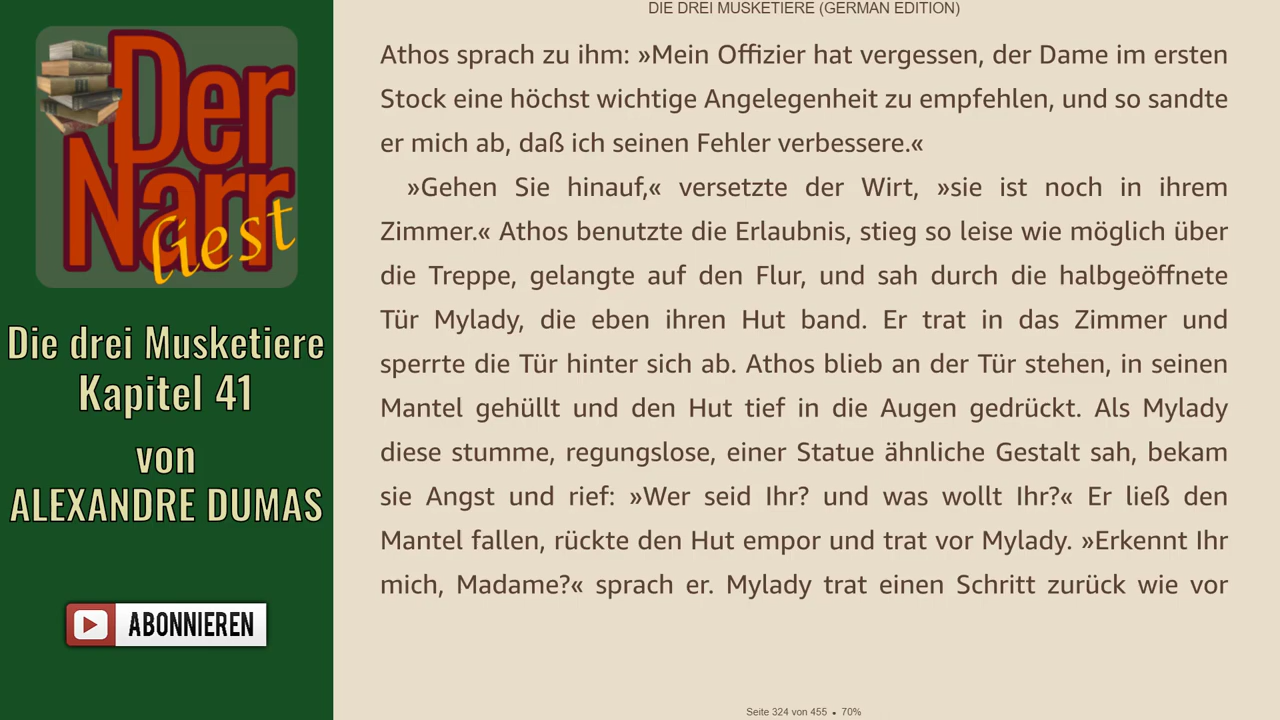 Der
Narr
liest
Die drei Musketiere
Kapitel 41
von
ALEXANDRE DUMAS
ABONNIEREN
DIE DREI MUSKETIERE (GERMAN EDITION)
Athos sprach zu ihm: »Mein Offizier hat vergessen, der Dame im ersten
Stock eine höchst wichtige Angelegenheit zu empfehlen, und so sandte
er mich ab, daß ich seinen Fehler verbessere.«
»Gehen Sie hinauf,« versetzte der Wirt, »sie ist noch in ihrem
Zimmer.« Athos benutzte die Erlaubnis, stieg so leise wie möglich über
die Treppe, gelangte auf den Flur, und sah durch die halbgeöffnete
Tür Mylady, die eben ihren Hut band. Er trat in das Zimmer und
sperrte die Tür hinter sich ab. Athos blieb an der Tür stehen, in seinen
Mantel gehüllt und den Hut tief in die Augen gedrückt. Als Mylady
diese stumme, regungslose, einer Statue ähnliche Gestalt sah, bekam
sie Angst und rief: »Wer seid Ihr? und was wollt Ihr?« Er ließ den
Mantel fallen, rückte den Hut empor und trat vor Mylady. »Erkennt Ihr
mich, Madame?« sprach er. Mylady trat einen Schritt zurück wie vor
Seite 324 von 455 • 70%